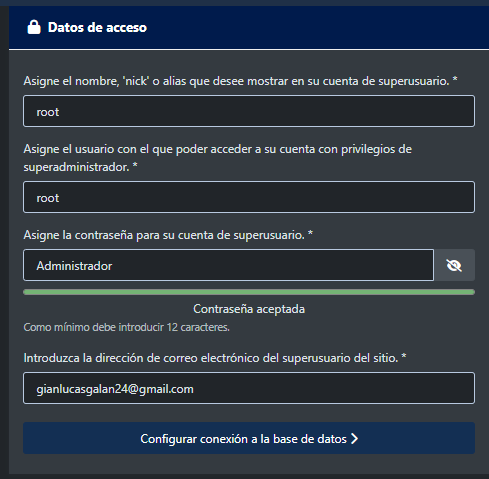 Datos de acceso
Asigne el nombre, 'nick' o alias que desee mostrar en su cuenta de superusuario. *
root
Asigne el usuario con el que poder acceder a su cuenta con privilegios de
superadministrador. *
root
Asigne la contraseña para su cuenta de superusuario. *
Administrador
Contraseña aceptada
Como mínimo debe introducir 12 caracteres.
Introduzca la dirección de correo electrónico del superusuario del sitio. *
gianlucasgalan24@gmail.com
Configurar conexión a la base de datos